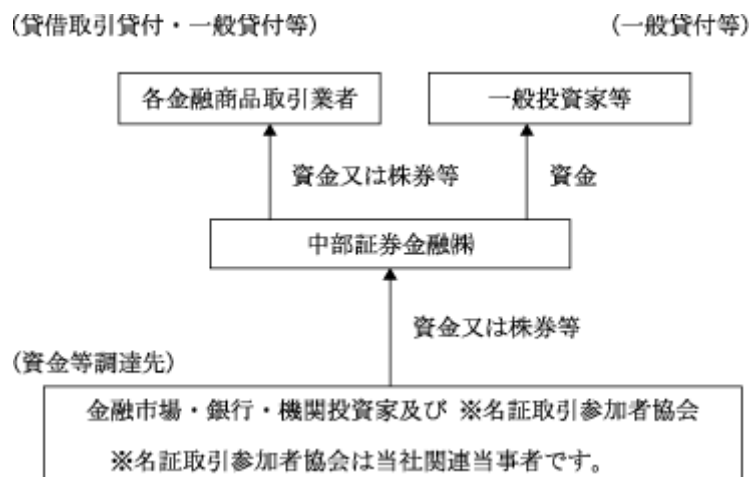 (貸借取引貸付・一般貸付等) (一般貸付等)
各金融商品取引業者 一般投資家等
資金又は株券等 資金
中部証券金融㈱
資金又は株券等
(資金等調達先)
金融市場・銀行・機関投資家及び ※名証取引参加者協会
※名証取引参加者協会は当社関連当事者です。